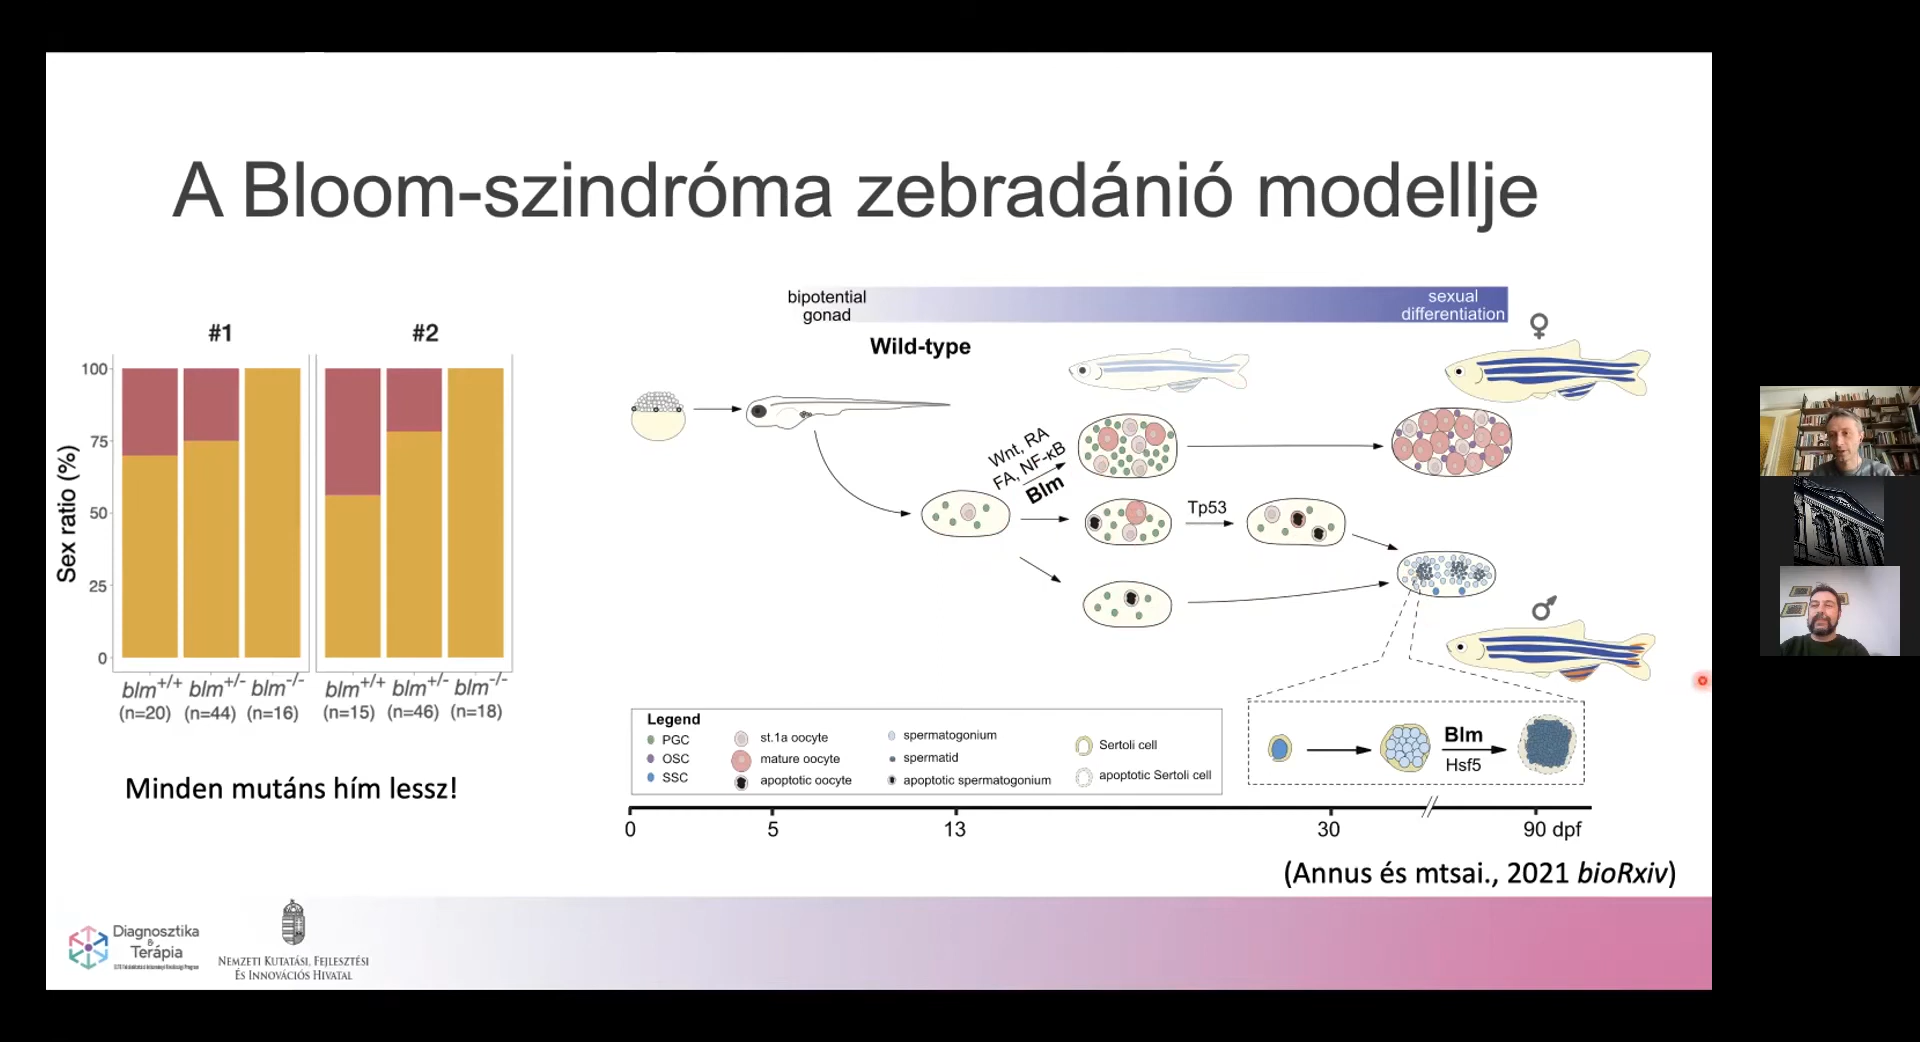 A Bloom-szindróma zebradánió modellje
#1
#2
Sex ratio (%)
100
75
50
25
0
blm+/+
(n=20)
blm+/-
(n=44)
blm-/-
(n=16)
blm+/+
(n=15)
blm+/-
(n=46)
blm-/-
(n=18)
Minden mutáns hím lessz!
bipotential
gonad
sexual
differentiation
Wild-type
♀
Wnt, RA
FA, NF-κB
Blm
Tp53
♂
Blm
Hsf5
Legend
PGC
OSC
SSC
st.1a oocyte
mature oocyte
apoptotic oocyte
spermatogonium
spermatid
apoptotic spermatogonium
Sertoli cell
apoptotic Sertoli cell
0
5
13
30
90 dpf
(Annus és mtsai., 2021 bioRxiv)
Diagnosztika
&
Terápia
NEMZETI KUTATÁSI, FEJLESZTÉSI
ÉS INNOVÁCIÓS HIVATAL